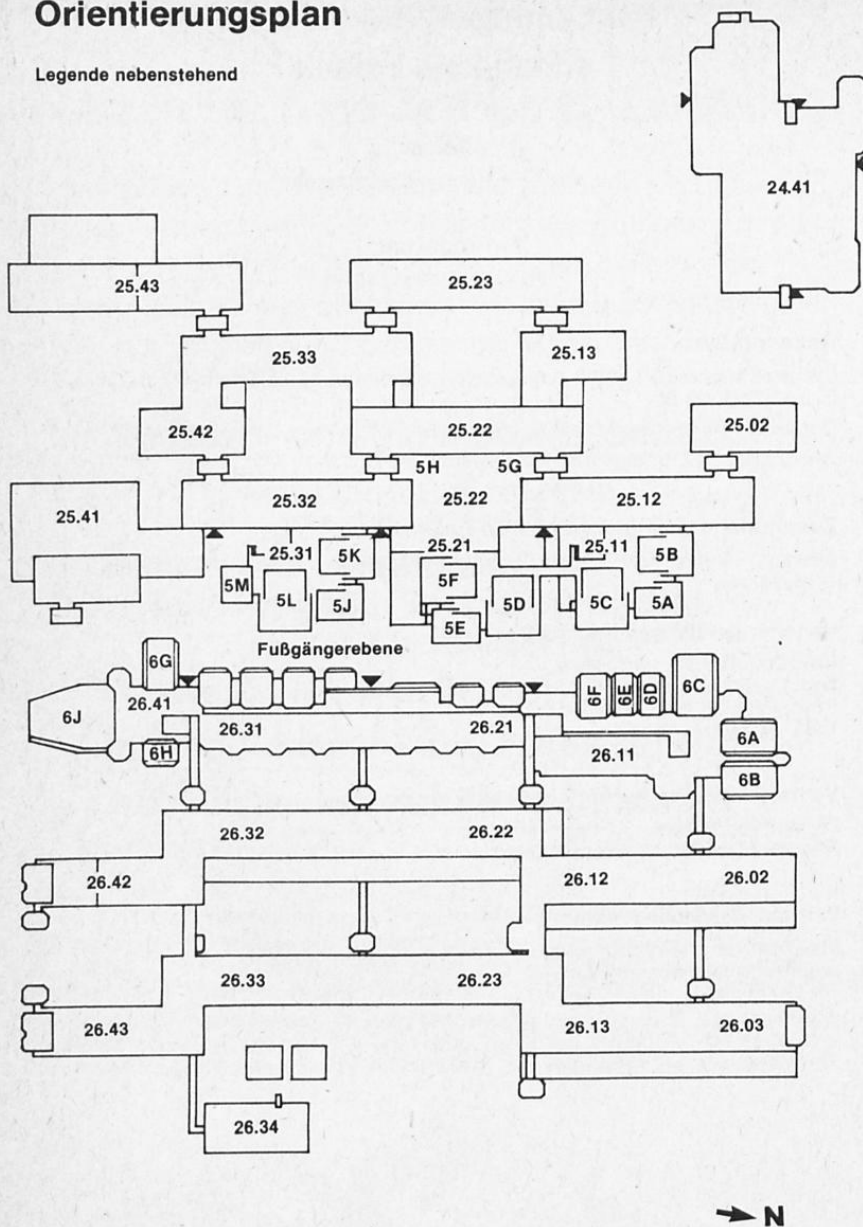 Orientierungsplan
Legende nebenstehend
24.41
25.43
25.23
25.33
25.13
25.42
25.22
25.02
5H
5G
25.41
25.32
25.22
25.12
25.31
5K
25.21
25.11
5B
5M
5L
5J
5F
5E
5D
5C
5A
Fußgängerebene
6G
6J
26.41
6H
26.31
26.21
6F
6E
6D
6C
6A
26.11
6B
26.32
26.22
26.42
26.12
26.02
26.33
26.23
26.43
26.13
26.03
26.34
N